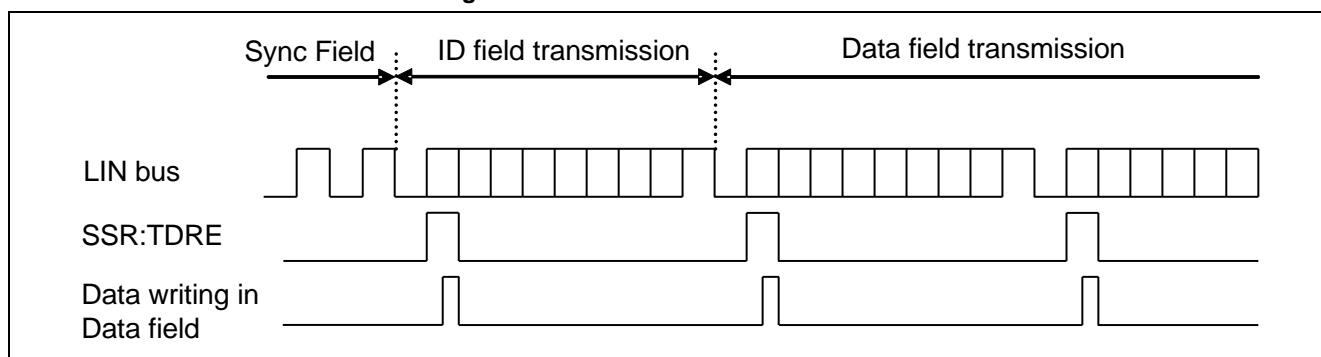 Sync Field
ID field transmission
Data field transmission
LIN bus
SSR:TDRE
Data writing in
Data field